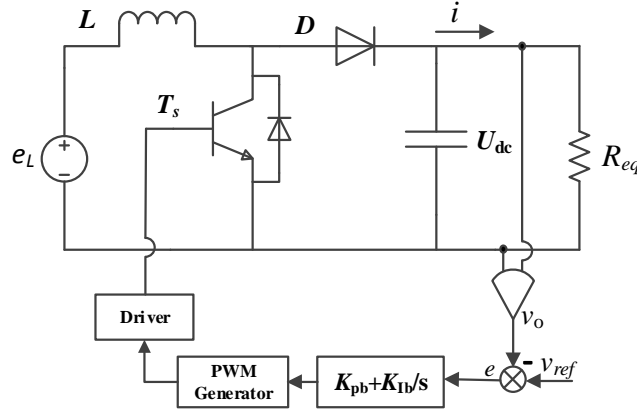 L
D
i
T_s
e_L
+
−
U_dc
R_eq
Driver
v_o
PWM
Generator
K_pb+K_Ib/s
e
-
v_ref